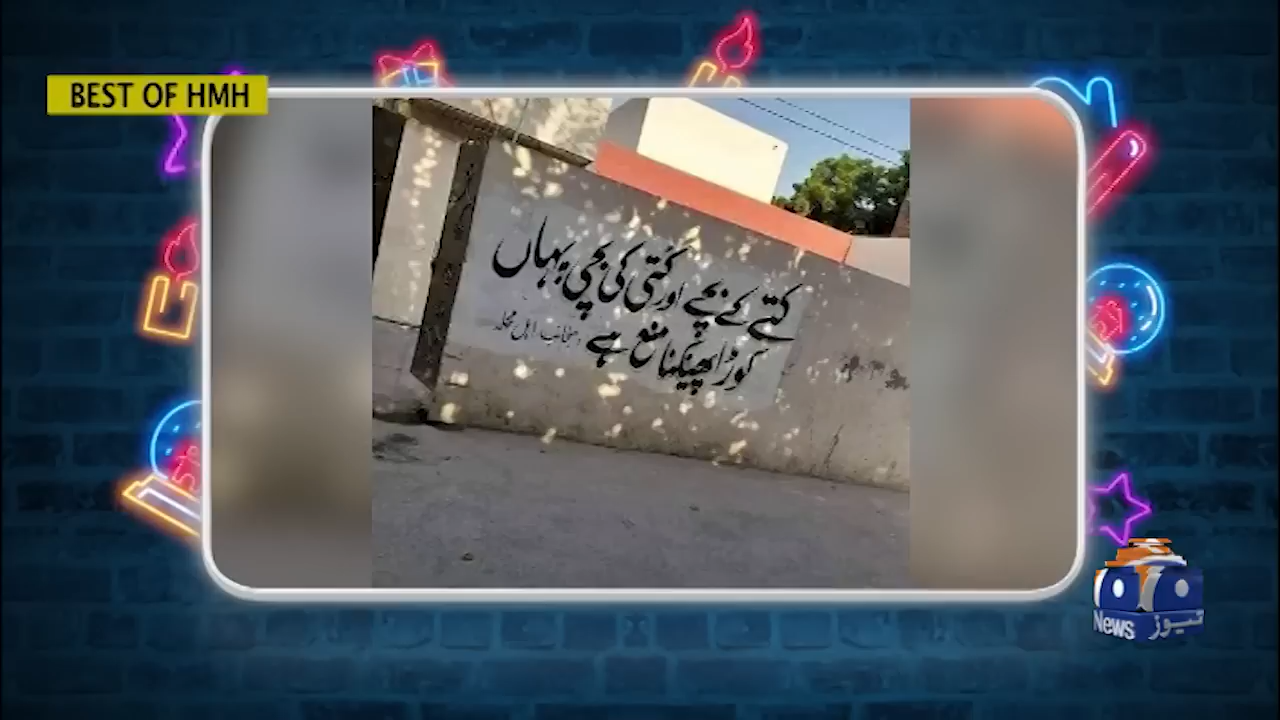 BEST OF HMH
کتے کے بچے اور کتی کی بچی یہاں
کوڑا پھینکنا منع ہے
منجانب اہل محلہ
News نیوز